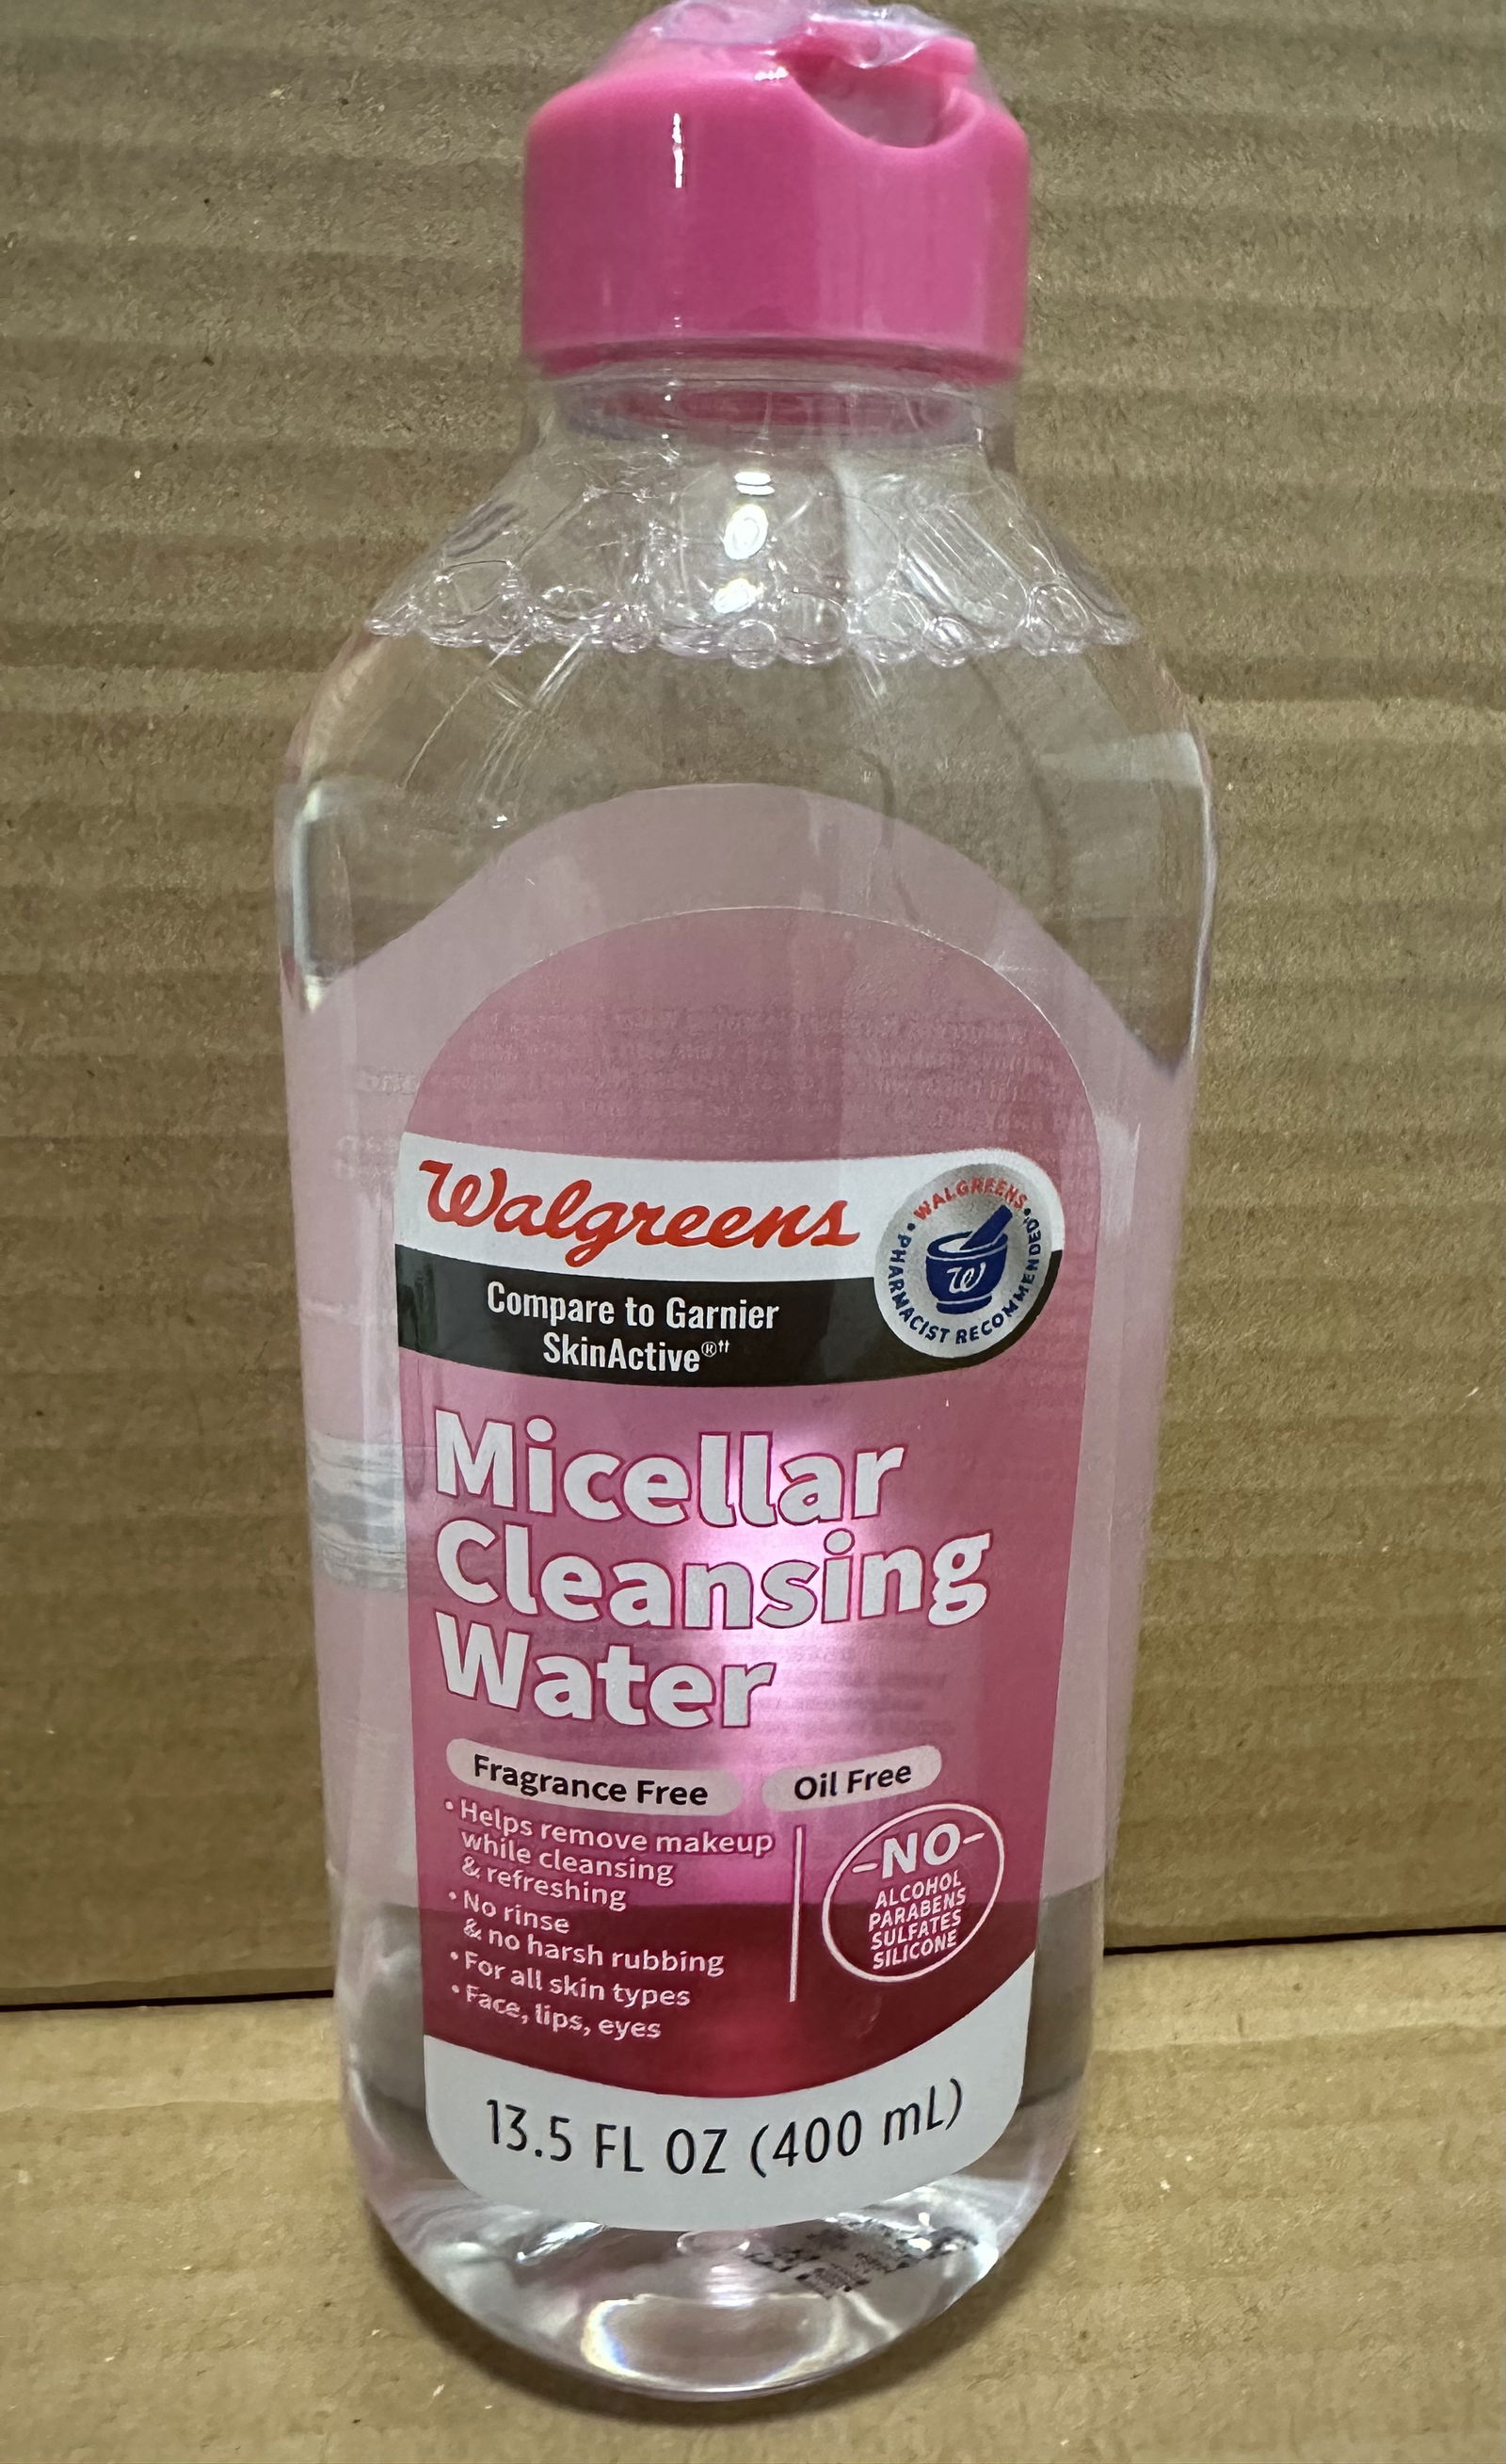 Walgreens
WALGREENS
PHARMACIST RECOMMENDED
W
Compare to Garnier
SkinActive®††
Micellar
Cleansing
Water
Fragrance Free
Oil Free
• Helps remove makeup
while cleansing
& refreshing
• No rinse
& no harsh rubbing
• For all skin types
• Face, lips, eyes
-NO-
ALCOHOL
PARABENS
SULFATES
SILICONE
13.5 FL OZ (400 mL)